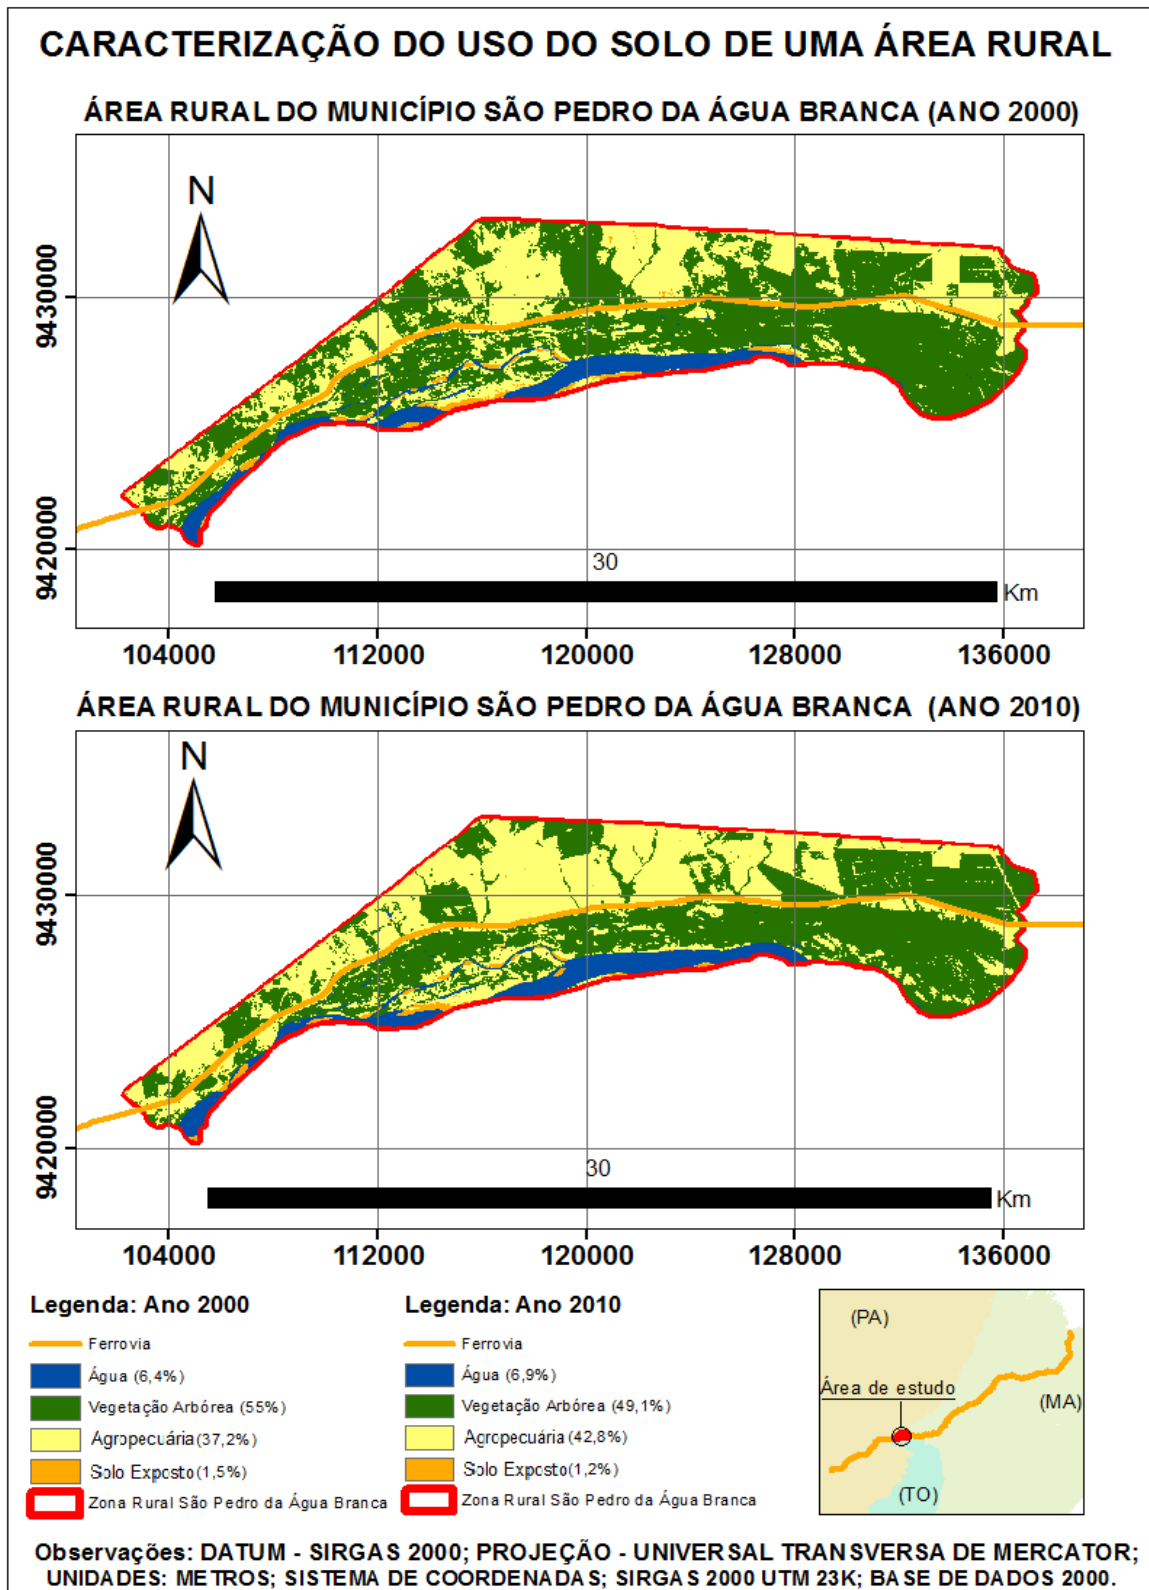 CARACTERIZAÇÃO DO USO DO SOLO DE UMA ÁREA RURAL
ÁREA RURAL DO MUNICÍPIO SÃO PEDRO DA ÁGUA BRANCA (ANO 2000)
N
9430000
9420000
30
Km
104000 112000 120000 128000 136000
ÁREA RURAL DO MUNICÍPIO SÃO PEDRO DA ÁGUA BRANCA (ANO 2010)
N
9430000
9420000
30
Km
104000 112000 120000 128000 136000
Legenda: Ano 2000
Ferrovia
Água (6,4%)
Vegetação Arbórea (55%)
Agropecuária (37,2%)
Solo Exposto (1,5%)
Zona Rural São Pedro da Água Branca
Legenda: Ano 2010
Ferrovia
Água (6,9%)
Vegetação Arbórea (49,1%)
Agropecuária (42,8%)
Solo Exposto (1,2%)
Zona Rural São Pedro da Água Branca
(PA)
Área de estudo
(MA)
(TO)
Observações: DATUM - SIRGAS 2000; PROJEÇÃO - UNIVERSAL TRANSVERSA DE MERCATOR;
UNIDADES: METROS; SISTEMA DE COORDENADAS; SIRGAS 2000 UTM 23K; BASE DE DADOS 2000.